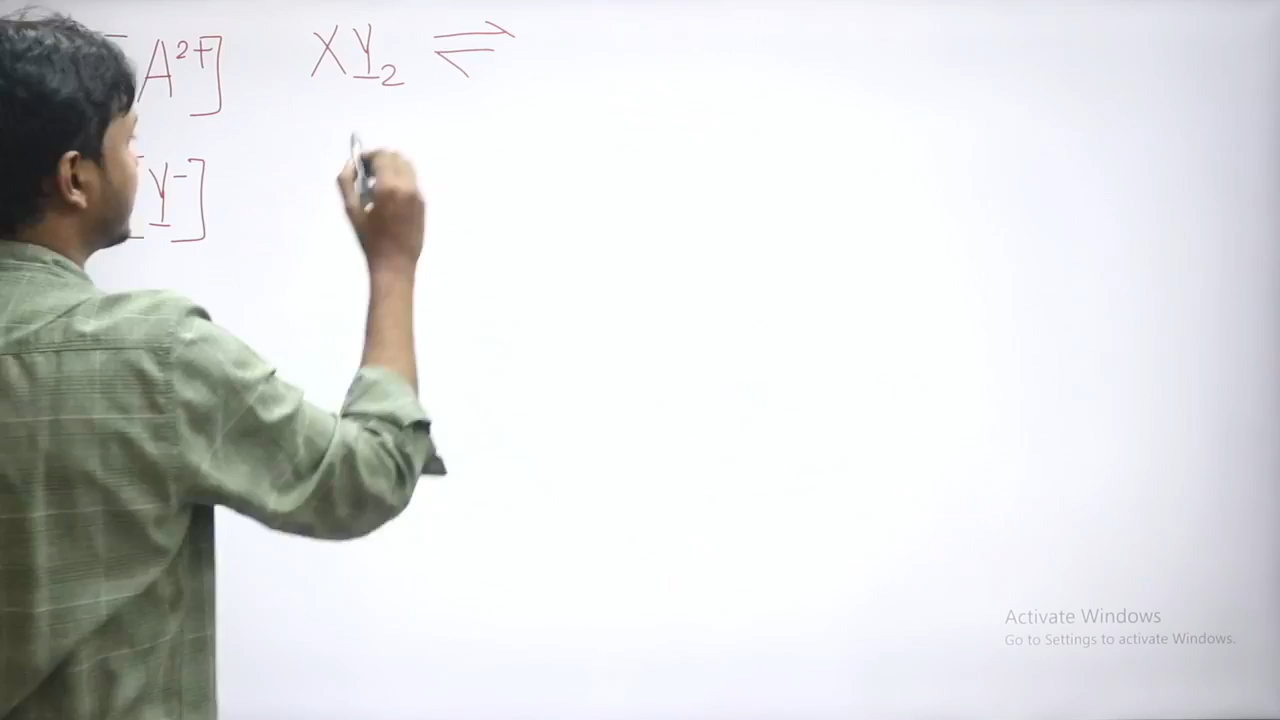 [A²⁺] XY₂ ⇌
[Y⁻]
Activate Windows
Go to Settings to activate Windows.